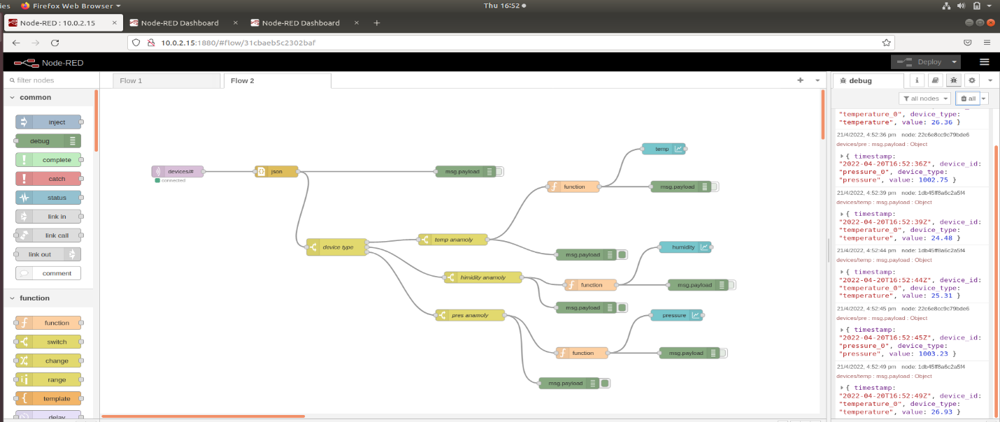 ies Firefox Web Browser Thu 16:52
Node-RED : 10.0.2.15 × Node-RED Dashboard × Node-RED Dashboard × +
10.0.2.15:1880/#flow/31cbaeb5c2302baf
Node-RED Deploy
filter nodes Flow 1 Flow 2 debug
all nodes all
common
inject
debug
complete
catch
status
link in
link call
link out
comment
function
function
switch
change
range
template
delay
devices/#
connected
json
msg.payload
temp
function
msg.payload
device type
temp anamoly
msg.payload
humidity
himidity anamoly
function
msg.payload
msg.payload
pres anamoly
pressure
function
msg.payload
msg.payload
"temperature_0", device_type:
"temperature", value: 26.36 }
21/4/2022, 4:52:36 pm node: 22c6e8cc9c79bde6
devices/pre : msg.payload : Object
{ timestamp:
"2022-04-20T16:52:36Z", device_id:
"pressure_0", device_type:
"pressure", value: 1002.75 }
21/4/2022, 4:52:39 pm node: 1db45ff8a6c2a5f4
devices/temp : msg.payload : Object
{ timestamp:
"2022-04-20T16:52:39Z", device_id:
"temperature_0", device_type:
"temperature", value: 24.48 }
21/4/2022, 4:52:44 pm node: 1db45ff8a6c2a5f4
devices/temp : msg.payload : Object
{ timestamp:
"2022-04-20T16:52:44Z", device_id:
"temperature_0", device_type:
"temperature", value: 25.31 }
21/4/2022, 4:52:45 pm node: 22c6e8cc9c79bde6
devices/pre : msg.payload : Object
{ timestamp:
"2022-04-20T16:52:45Z", device_id:
"pressure_0", device_type:
"pressure", value: 1003.23 }
21/4/2022, 4:52:49 pm node: 1db45ff8a6c2a5f4
devices/temp : msg.payload : Object
{ timestamp:
"2022-04-20T16:52:49Z", device_id:
"temperature_0", device_type:
"temperature", value: 26.93 }